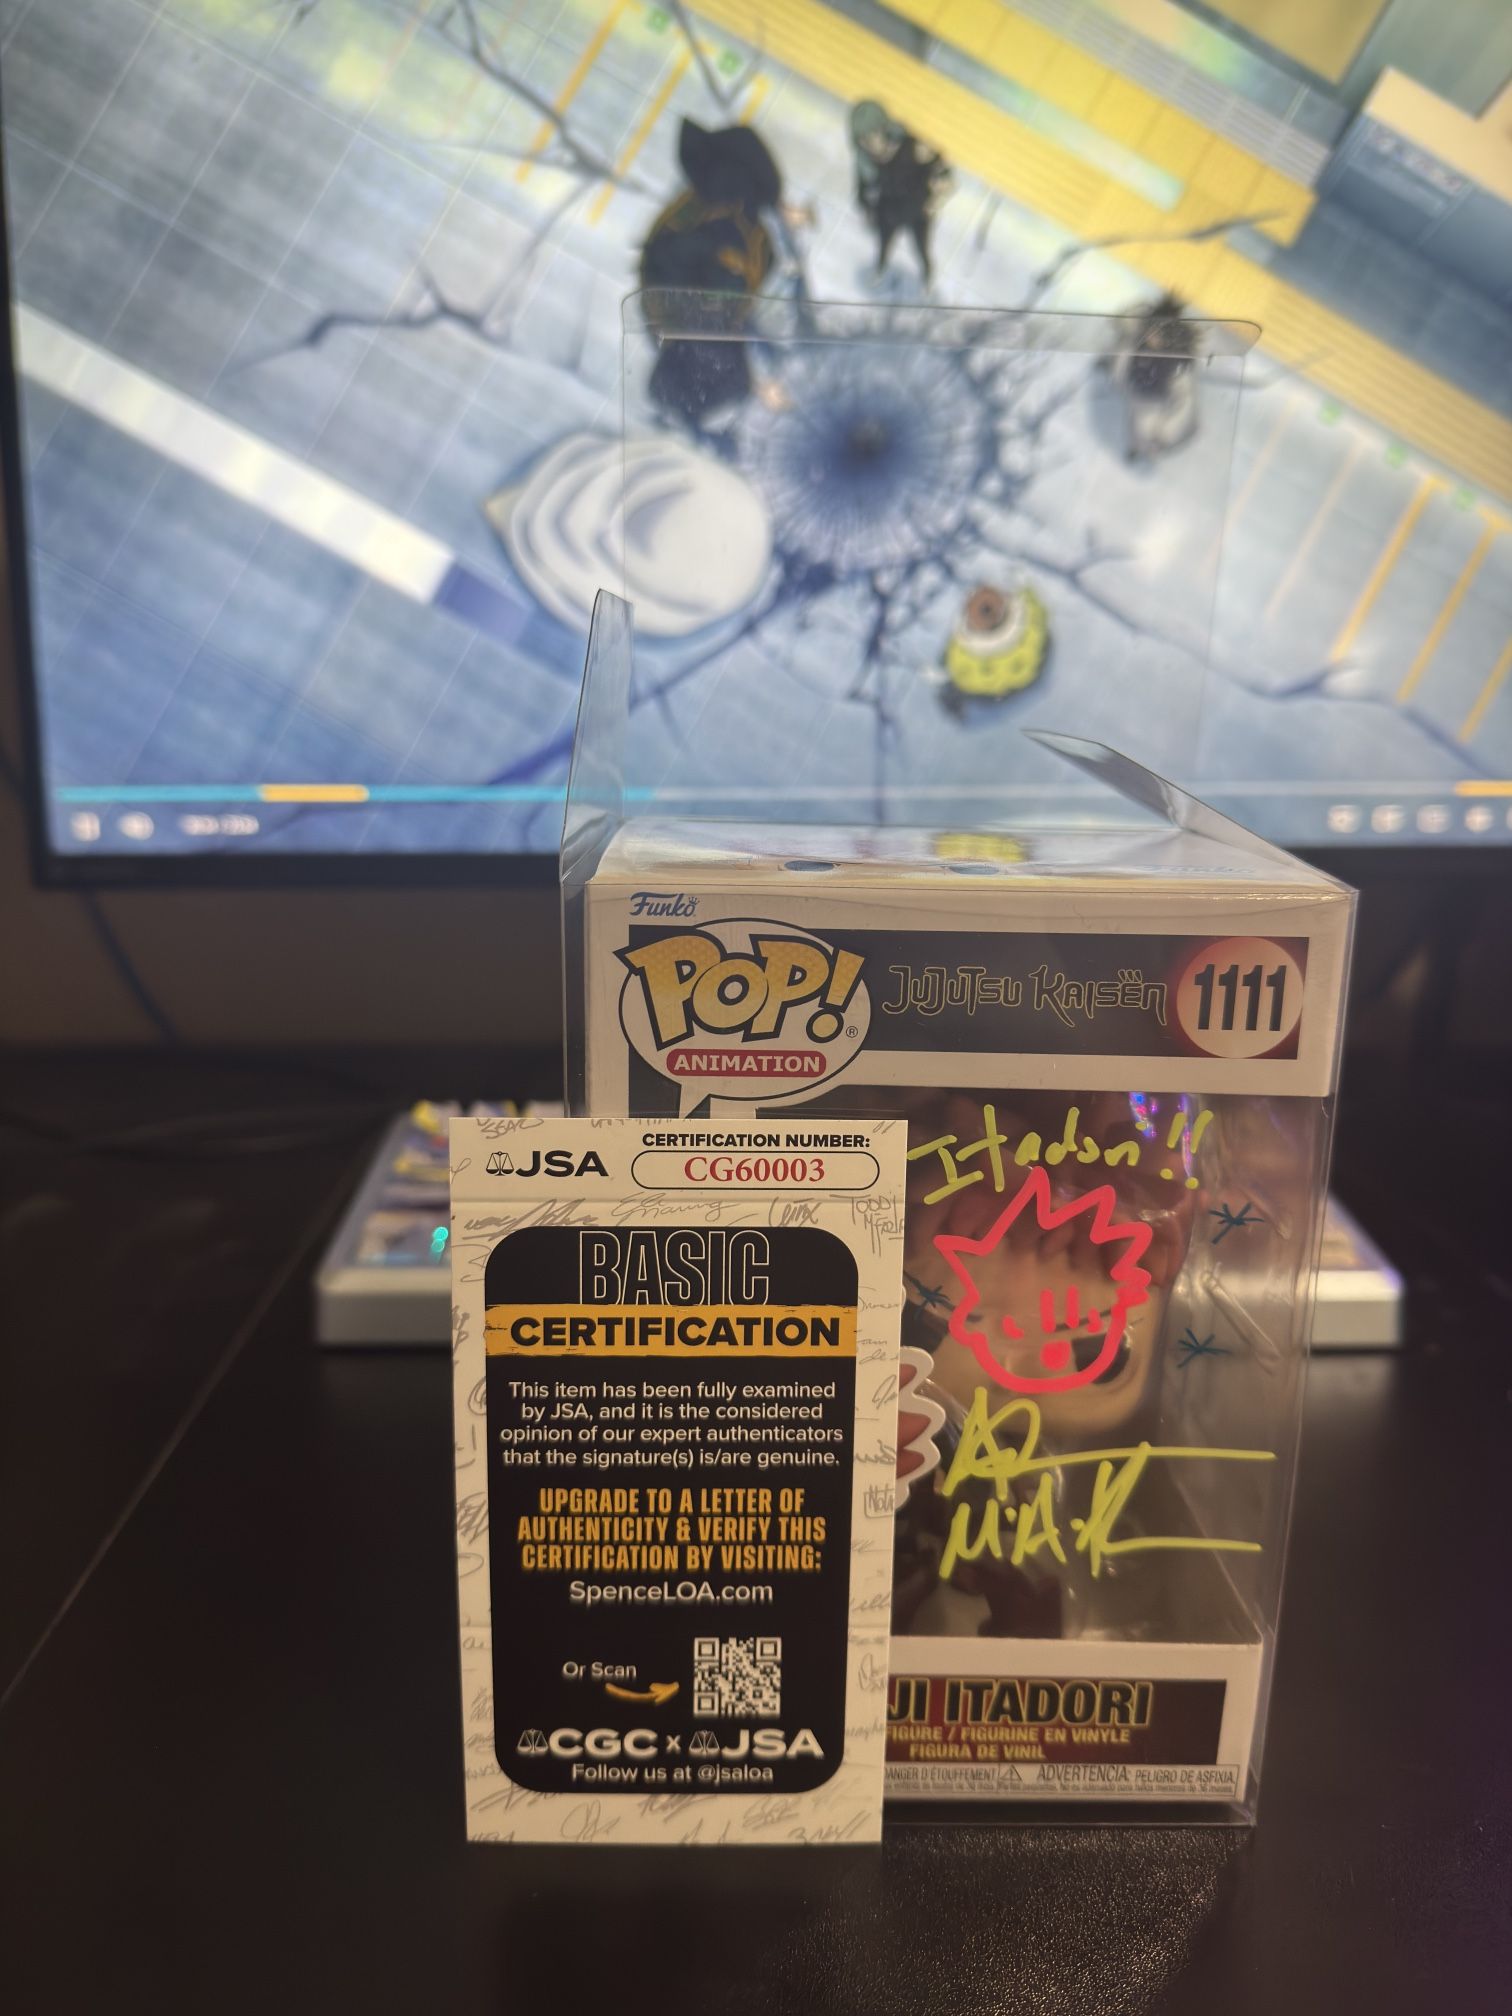 Funko
POP!
®
ANIMATION
JUJUTSU KAISEN
1111
JSA
CERTIFICATION NUMBER:
CG60003
BASIC
CERTIFICATION
This item has been fully examined
by JSA, and it is the considered
opinion of our expert authenticators
that the signature(s) is/are genuine.
UPGRADE TO A LETTER OF
AUTHENTICITY & VERIFY THIS
CERTIFICATION BY VISITING:
SpenceLOA.com
Or Scan
CGC x JSA
Follow us at @jsaloa
Itadori!!
JI ITADORI
FIGURE / FIGURINE EN VINYLE
FIGURA DE VINIL
DANGER D'ÉTOUFFEMENT ADVERTENCIA: PELIGRO DE ASFIXIA.